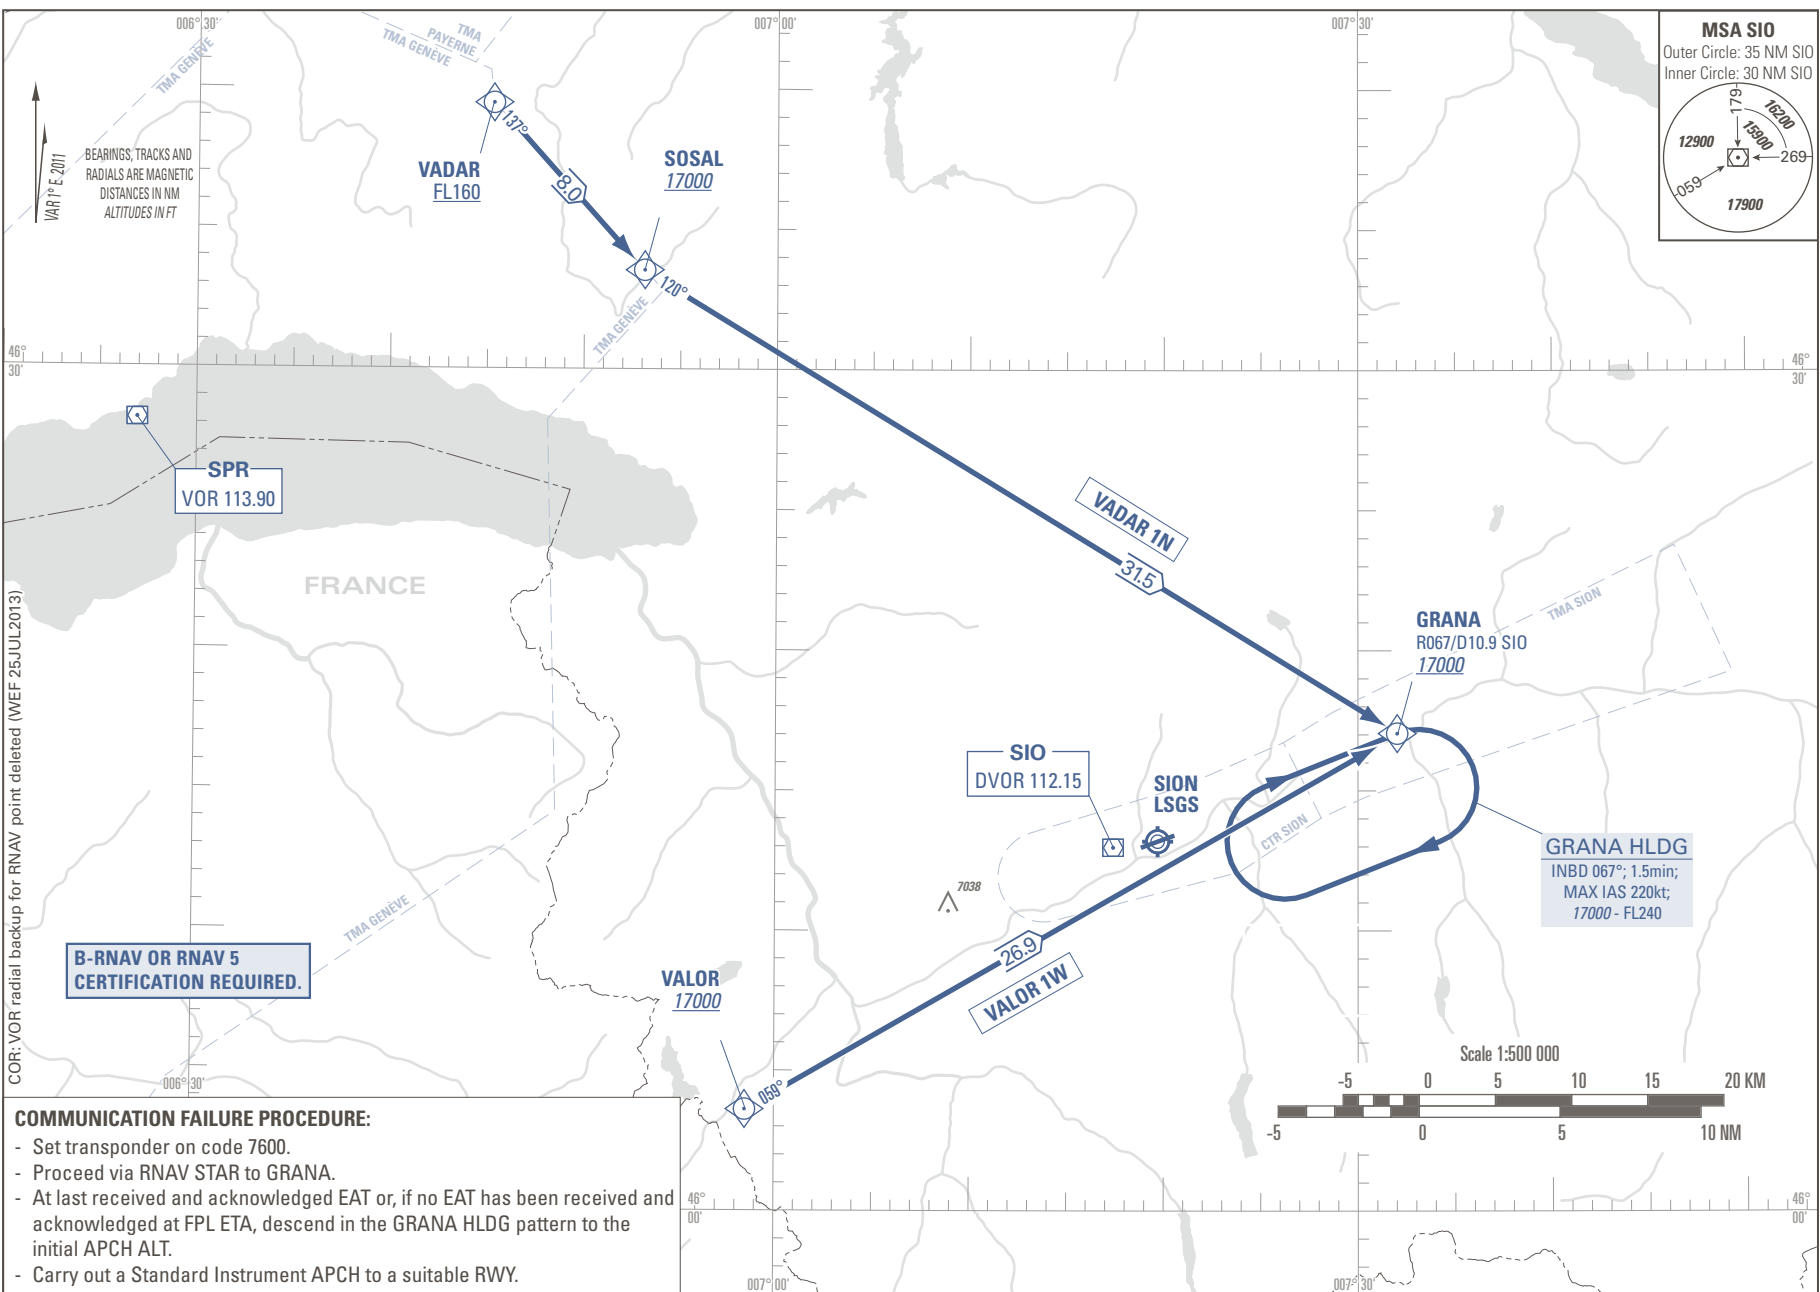 006° 30'
007° 00'
007° 30'
TMA GENÈVE
TMA
PAYERNE
TMA GENÈVE
MSA SIO
Outer Circle: 35 NM SIO
Inner Circle: 30 NM SIO
179
16200
15900
12900
269
059
17900
VAR 1° E 2011
BEARINGS, TRACKS AND
RADIALS ARE MAGNETIC
DISTANCES IN NM
ALTITUDES IN FT
137°
VADAR
FL160
8.0
SOSAL
17000
120°
TMA GENÈVE
46°
30'
46°
30'
SPR
VOR 113.90
FRANCE
VADAR 1N
31.5
TMA SION
GRANA
R067/D10.9 SIO
17000
SIO
DVOR 112.15
SION
LSGS
CTR SION
GRANA HLDG
INBD 067°; 1.5min;
MAX IAS 220kt;
17000 - FL240
7038
TMA GENÈVE
B-RNAV OR RNAV 5
CERTIFICATION REQUIRED.
VALOR
17000
26.9
VALOR 1W
059°
COR: VOR radial backup for RNAV point deleted (WEF 25JUL2013)
006° 30'
Scale 1:500 000
-5 0 5 10 15 20 KM
-5 0 5 10 NM
COMMUNICATION FAILURE PROCEDURE:
- Set transponder on code 7600.
- Proceed via RNAV STAR to GRANA.
- At last received and acknowledged EAT or, if no EAT has been received and
acknowledged at FPL ETA, descend in the GRANA HLDG pattern to the
initial APCH ALT.
- Carry out a Standard Instrument APCH to a suitable RWY.
46°
00'
46°
00'
007° 00'
007° 30'